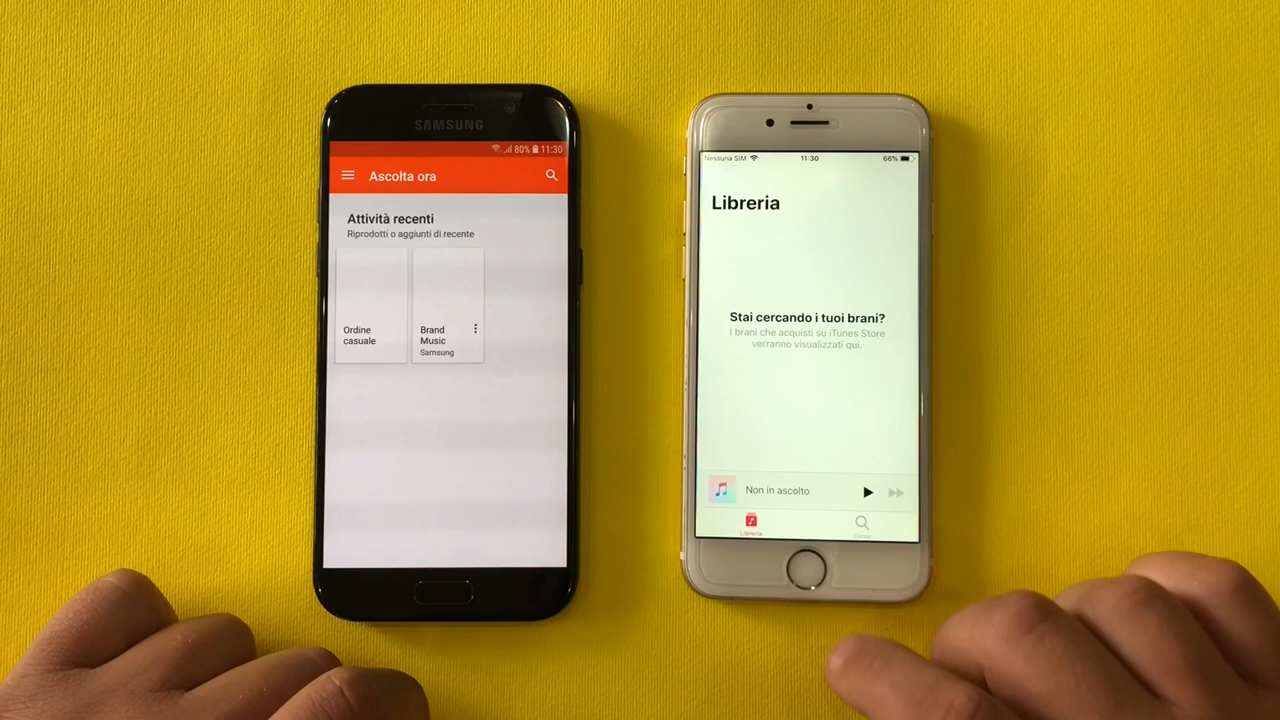 SAMSUNG
80% 11:30
Ascolta ora
Attività recenti
Riprodotti o aggiunti di recente
Ordine
casuale
Brand
Music
Samsung
Nessuna SIM 11:30 66%
Libreria
Stai cercando i tuoi brani?
I brani che acquisti su iTunes Store
verranno visualizzati qui.
Non in ascolto
Libreria